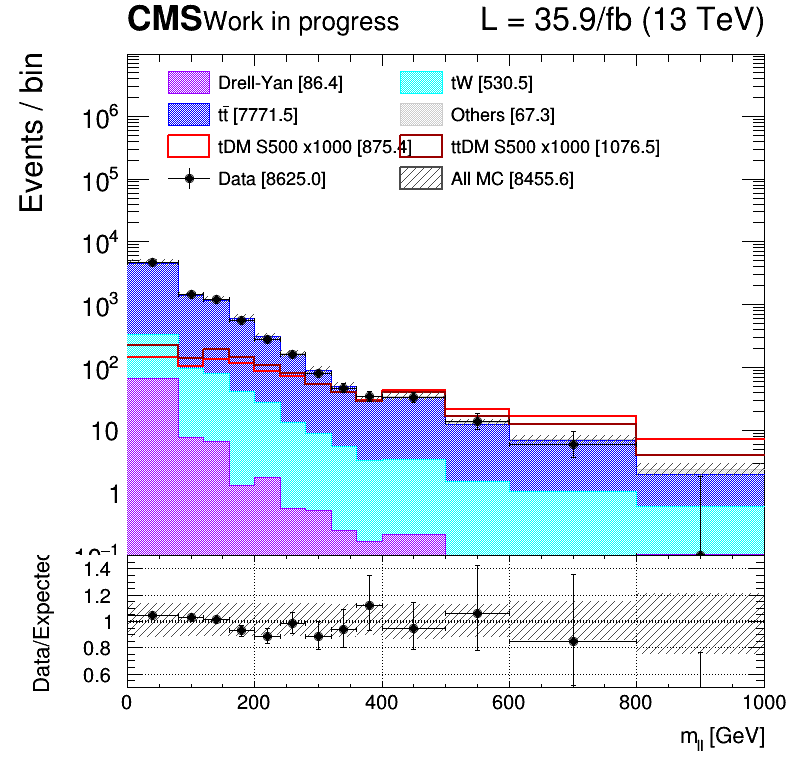 CMS Work in progress L = 35.9/fb (13 TeV)
Events / bin
Drell-Yan [86.4] tW [530.5]
tt̄ [7771.5] Others [67.3]
tDM S500 x1000 [875.4] ttDM S500 x1000 [1076.5]
Data [8625.0] All MC [8455.6]
10⁶
10⁵
10⁴
10³
10²
10
1
10⁻¹
Data/Expected
1.4
1.2
1
0.8
0.6
0 200 400 600 800 1000
m_ll [GeV]